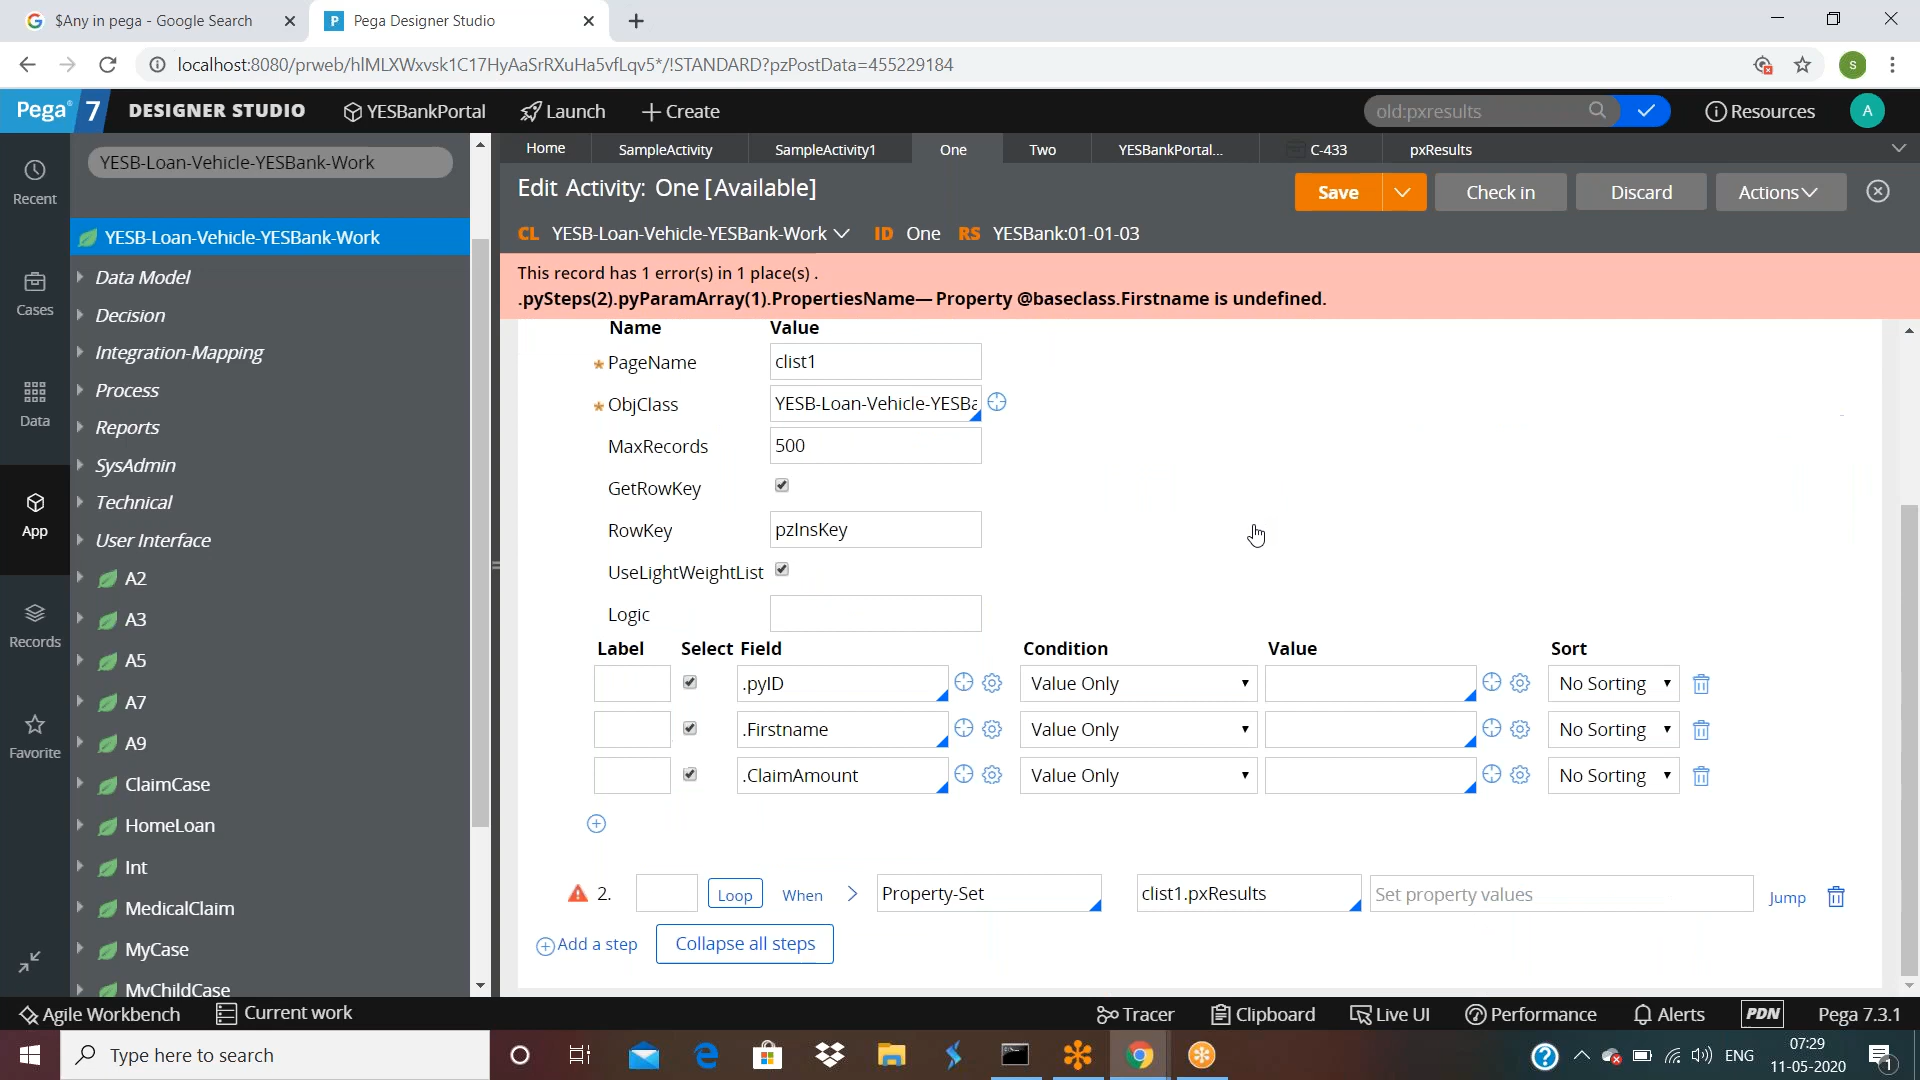 $Any in pega - Google Search
Pega Designer Studio
localhost:8080/prweb/hlMLXWxvsk1C17HyAaSrRXuHa5vfLqv5*/!STANDARD?pzPostData=455229184
s
Pega 7
DESIGNER STUDIO
YESBankPortal
Launch
Create
old:pxresults
Resources
A
Recent
Cases
Data
App
Records
Favorite
YESB-Loan-Vehicle-YESBank-Work
YESB-Loan-Vehicle-YESBank-Work
Data Model
Decision
Integration-Mapping
Process
Reports
SysAdmin
Technical
User Interface
A2
A3
A5
A7
A9
ClaimCase
HomeLoan
Int
MedicalClaim
MyCase
MyChildCase
Home SampleActivity SampleActivity1 One Two YESBankPortal... C-433 pxResults
Edit Activity: One [Available]
Save Check in Discard Actions
CL YESB-Loan-Vehicle-YESBank-Work ID One RS YESBank:01-01-03
This record has 1 error(s) in 1 place(s) .
.pySteps(2).pyParamArray(1).PropertiesName— Property @baseclass.Firstname is undefined.
Name Value
* PageName clist1
* ObjClass YESB-Loan-Vehicle-YESBa
MaxRecords 500
GetRowKey
RowKey pzInsKey
UseLightWeightList
Logic
Label Select Field Condition Value Sort
.pyID Value Only No Sorting
.Firstname Value Only No Sorting
.ClaimAmount Value Only No Sorting
2. Loop When Property-Set clist1.pxResults Set property values Jump
Add a step Collapse all steps
Agile Workbench Current work Tracer Clipboard Live UI Performance Alerts PDN Pega 7.3.1
Type here to search
ENG
07:29
11-05-2020
1